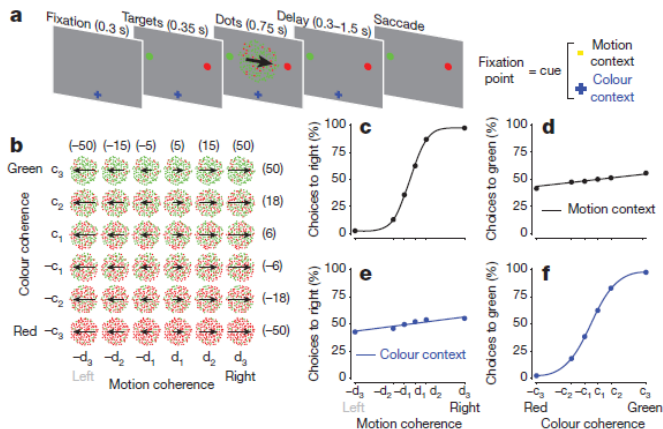 a
Fixation (0.3 s)
Targets (0.35 s)
Dots (0.75 s)
Delay (0.3–1.5 s)
Saccade
Fixation
point
= cue
Motion
context
Colour
context
b
(−50) (−15) (−5) (5) (15) (50)
Green c3 (50)
c2 (18)
c1 (6)
−c1 (−6)
−c2 (−18)
Red −c3 (−50)
Colour coherence
−d3 −d2 −d1 d1 d2 d3
Left Right
Motion coherence
c
Choices to right (%)
100
75
50
25
0
d
Choices to green (%)
100
75
50
25
0
Motion context
e
Choices to right (%)
100
75
50
25
0
Colour context
−d3 −d2 −d1 d1 d2 d3
Left Right
Motion coherence
f
Choices to green (%)
100
75
50
25
0
−c3 −c2 −c1 c1 c2 c3
Red Green
Colour coherence